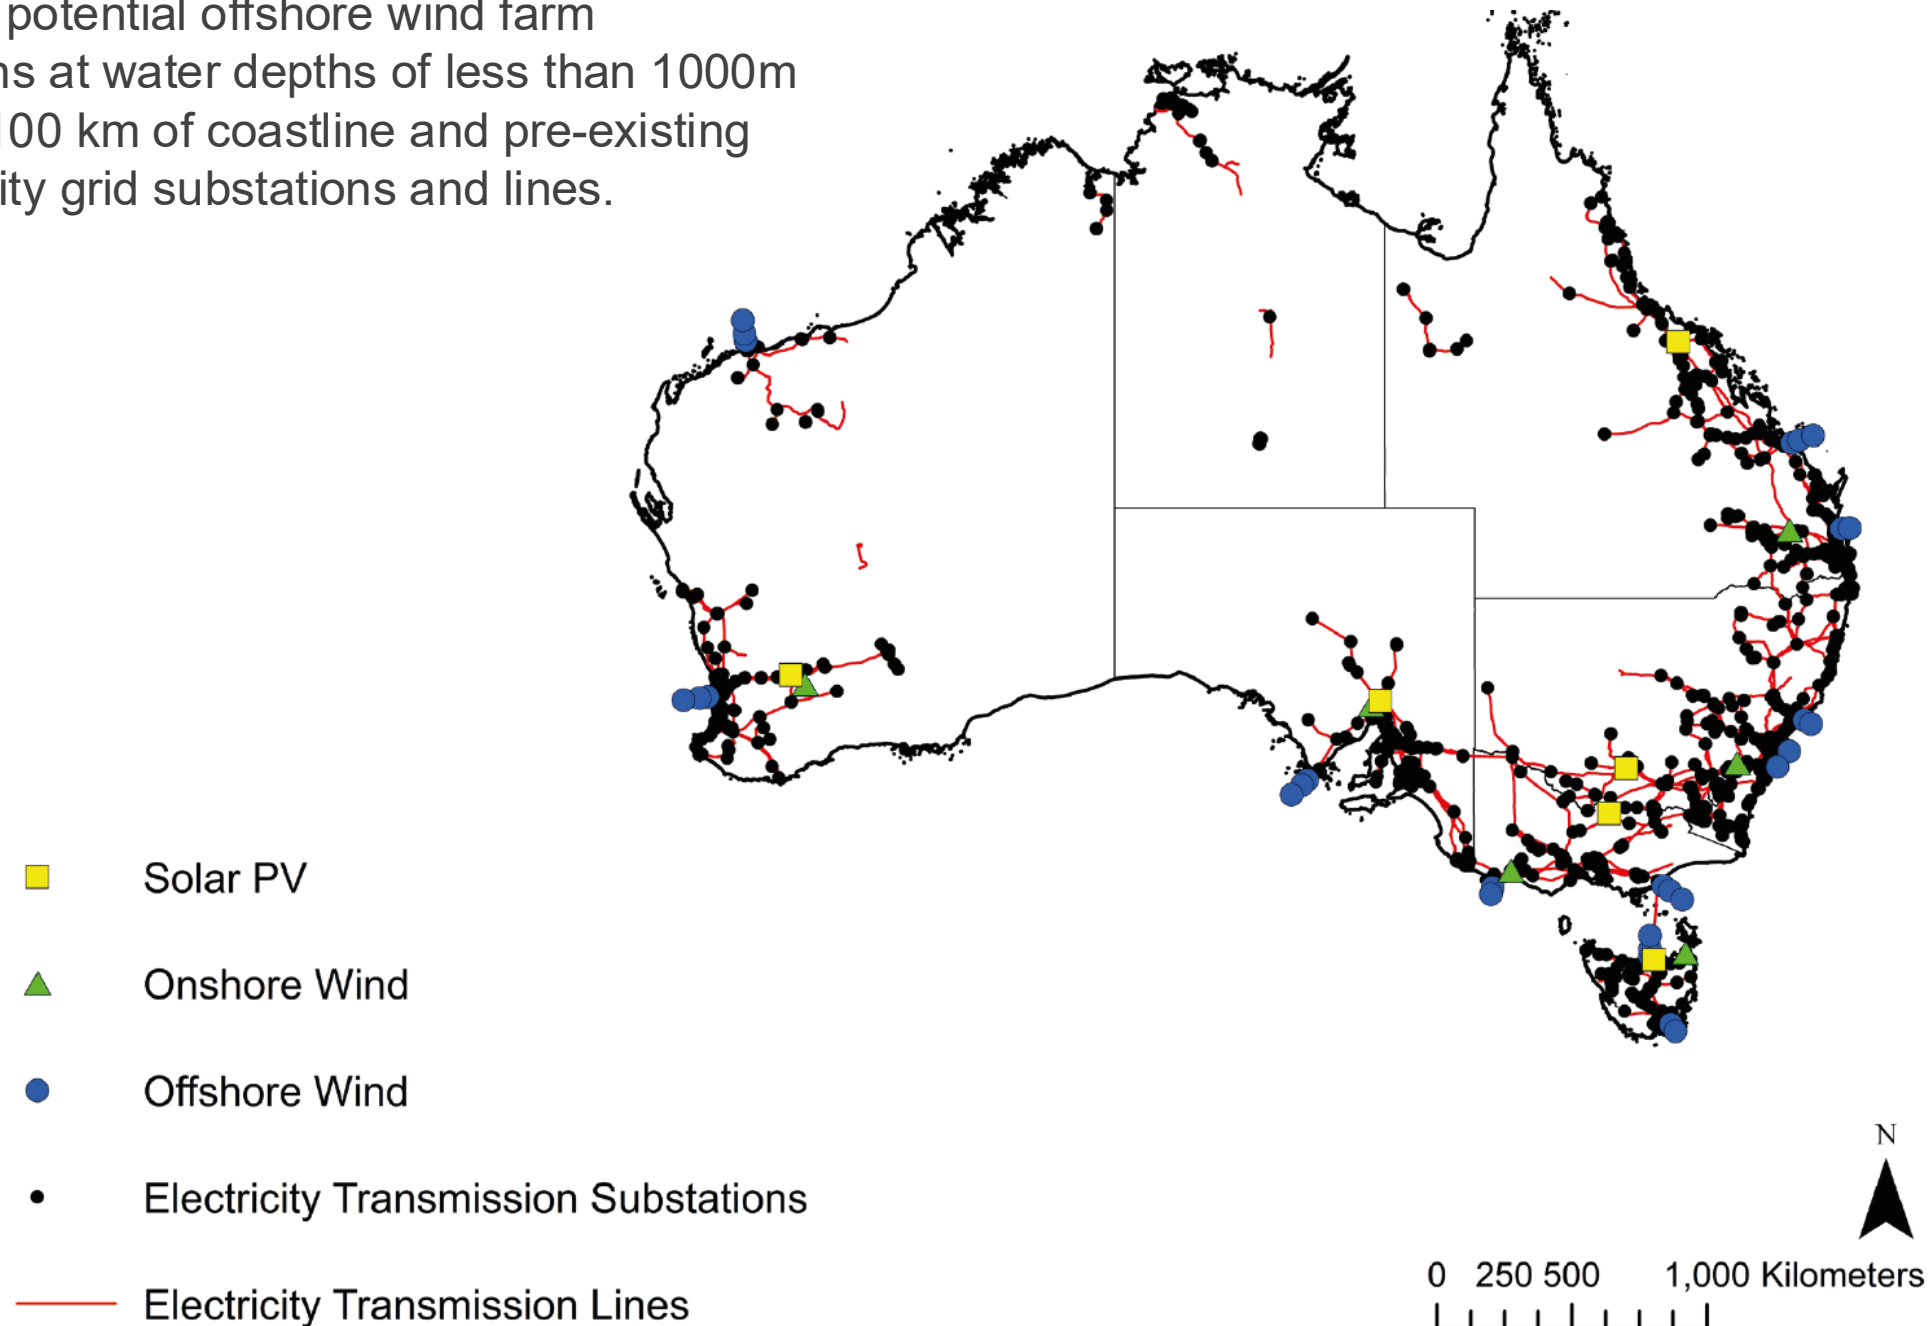 potential offshore wind farm
ns at water depths of less than 1000m
100 km of coastline and pre-existing
ity grid substations and lines.
Solar PV
Onshore Wind
Offshore Wind
Electricity Transmission Substations
Electricity Transmission Lines
N
0 250 500 1,000 Kilometers